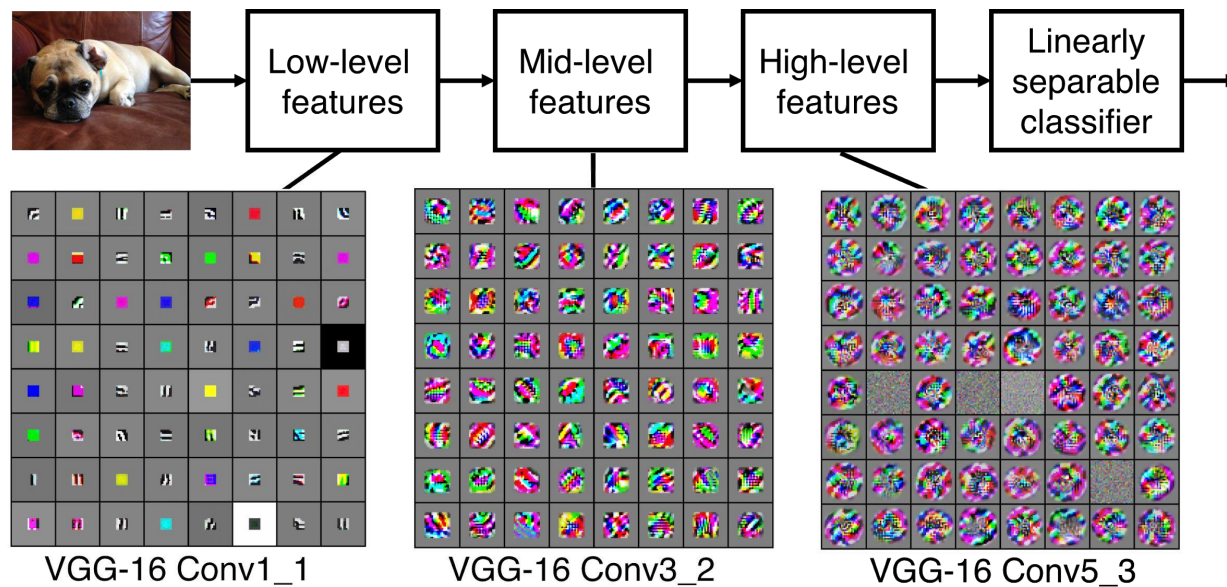 Low-level
features
Mid-level
features
High-level
features
Linearly
separable
classifier
VGG-16 Conv1_1
VGG-16 Conv3_2
VGG-16 Conv5_3